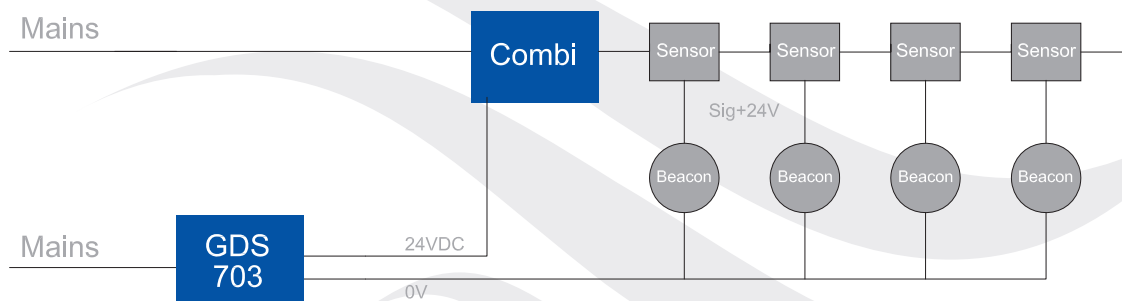 Mains
Combi
Sensor
Sensor
Sensor
Sensor
Sig+24V
Beacon
Beacon
Beacon
Beacon
Mains
GDS
703
24VDC
0V